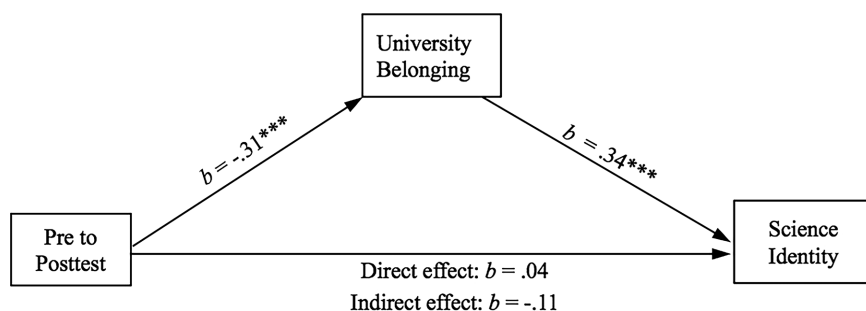 University
Belonging
b = -.31***
b = .34***
Pre to
Posttest
Science
Identity
Direct effect: b = .04
Indirect effect: b = -.11